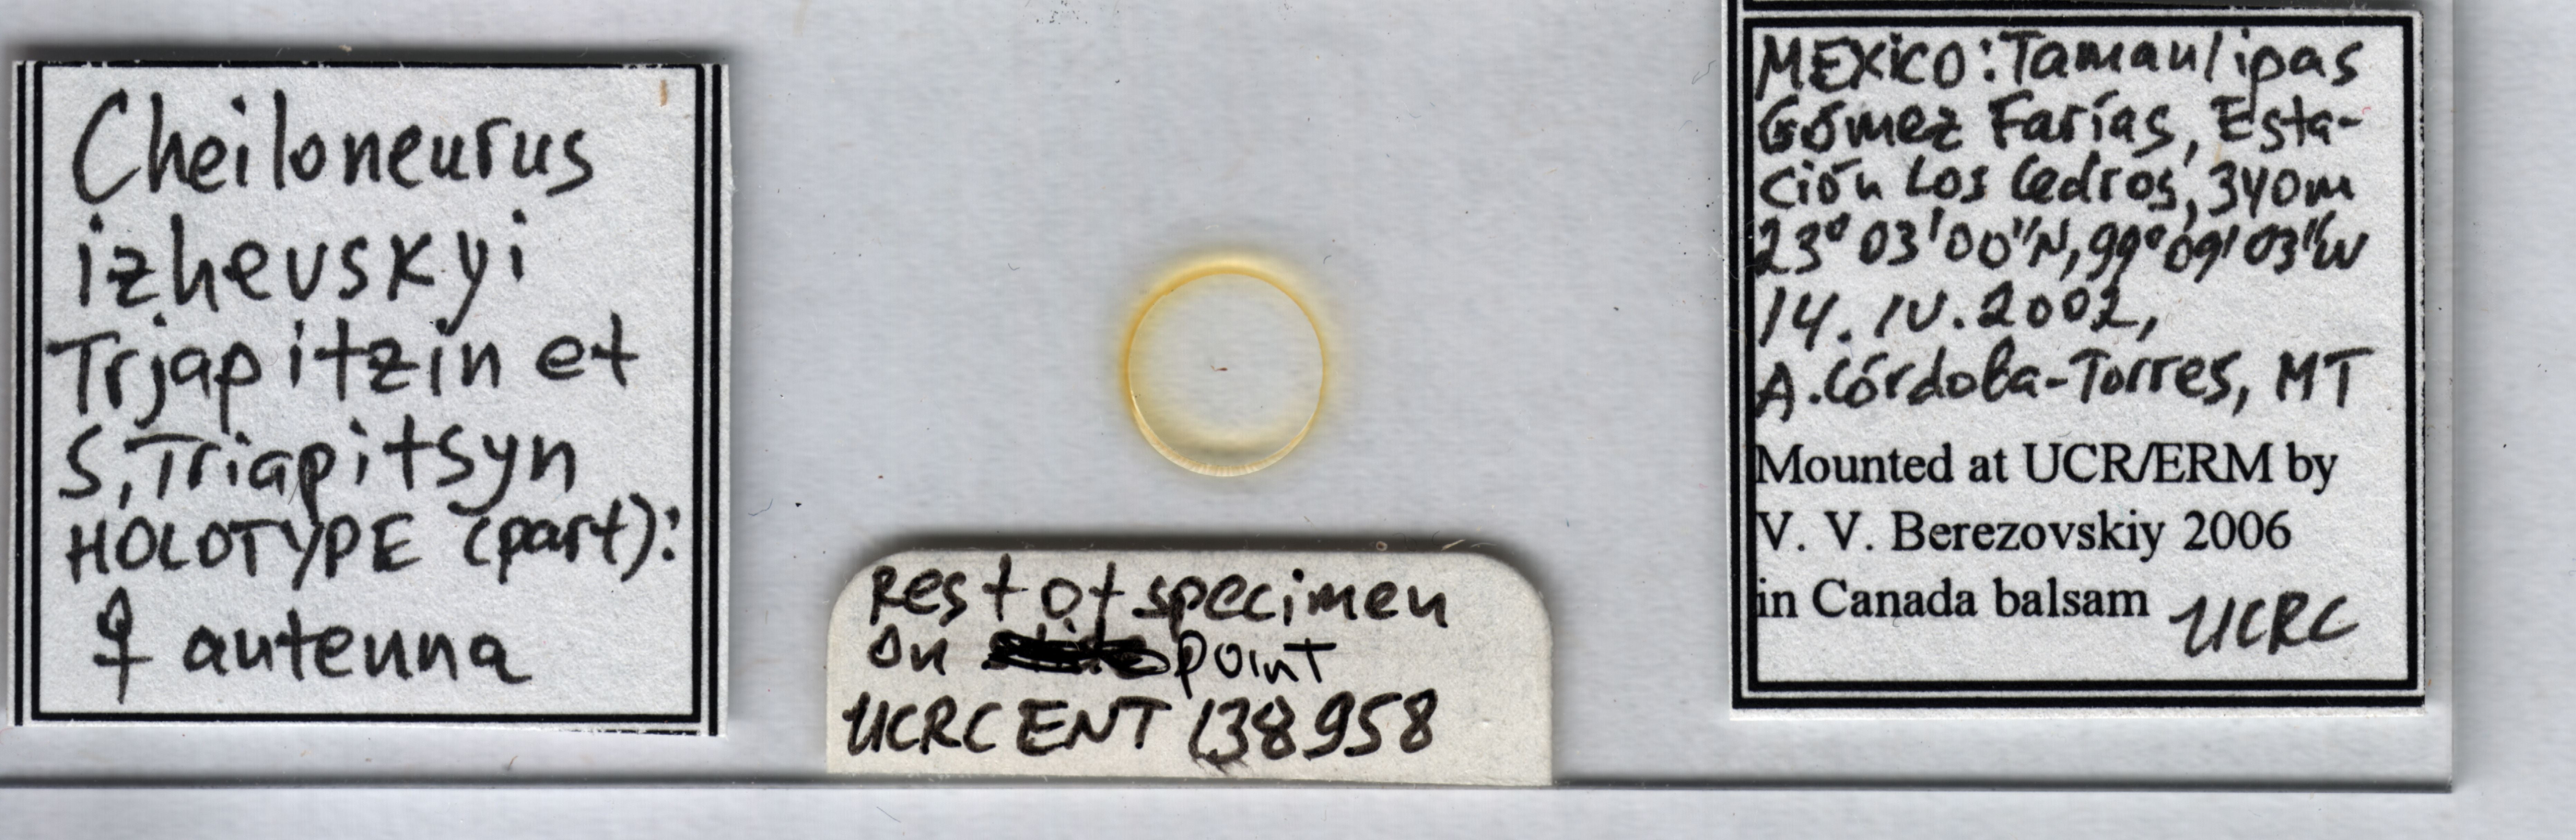 Cheiloneurus
izhevskyi
Trjapitzin et
S. Triapitsyn
HOLOTYPE (part):
♀ antenna
Rest of specimen
on point
UCRC ENT 138958
MEXICO: Tamaulipas
Gómez Farías, Esta-
ción Los Cedros, 340m
23°03'00"N, 99°09'03"W
14.IV.2002,
A. Córdoba-Torres, MT
Mounted at UCR/ERM by
V. V. Berezovskiy 2006
in Canada balsam UCRC